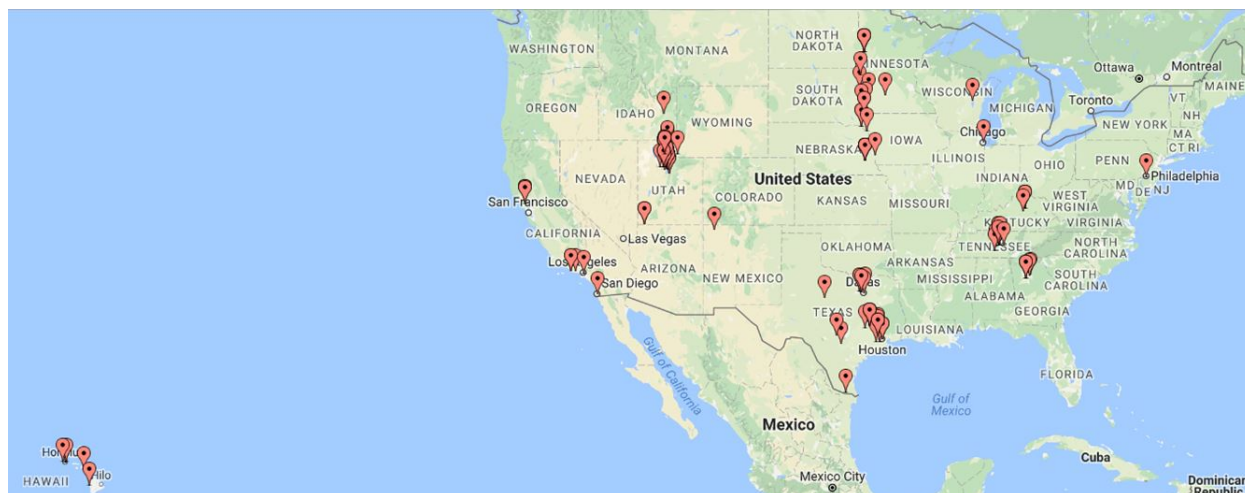 WASHINGTON
MONTANA
NORTH
DAKOTA
MINNESOTA
Ottawa
Montreal
MAINE
OREGON
IDAHO
WYOMING
SOUTH
DAKOTA
WISCONSIN
MICHIGAN
Toronto
VT
NH
NEW YORK
MA
CT RI
IOWA
Chicago
NEBRASKA
ILLINOIS
INDIANA
OHIO
PENN
Philadelphia
MD
DE
NJ
NEVADA
UTAH
COLORADO
United States
KANSAS
MISSOURI
WEST
VIRGINIA
KENTUCKY
VIRGINIA
San Francisco
CALIFORNIA
Las Vegas
TENNESSEE
NORTH
CAROLINA
Los Angeles
ARIZONA
NEW MEXICO
OKLAHOMA
ARKANSAS
MISSISSIPPI
SOUTH
CAROLINA
San Diego
Dallas
ALABAMA
GEORGIA
TEXAS
LOUISIANA
Houston
Gulf of California
FLORIDA
Gulf of
Mexico
Mexico
Honolulu
Hilo
HAWAII
Cuba
Mexico City
Dominican
Republic